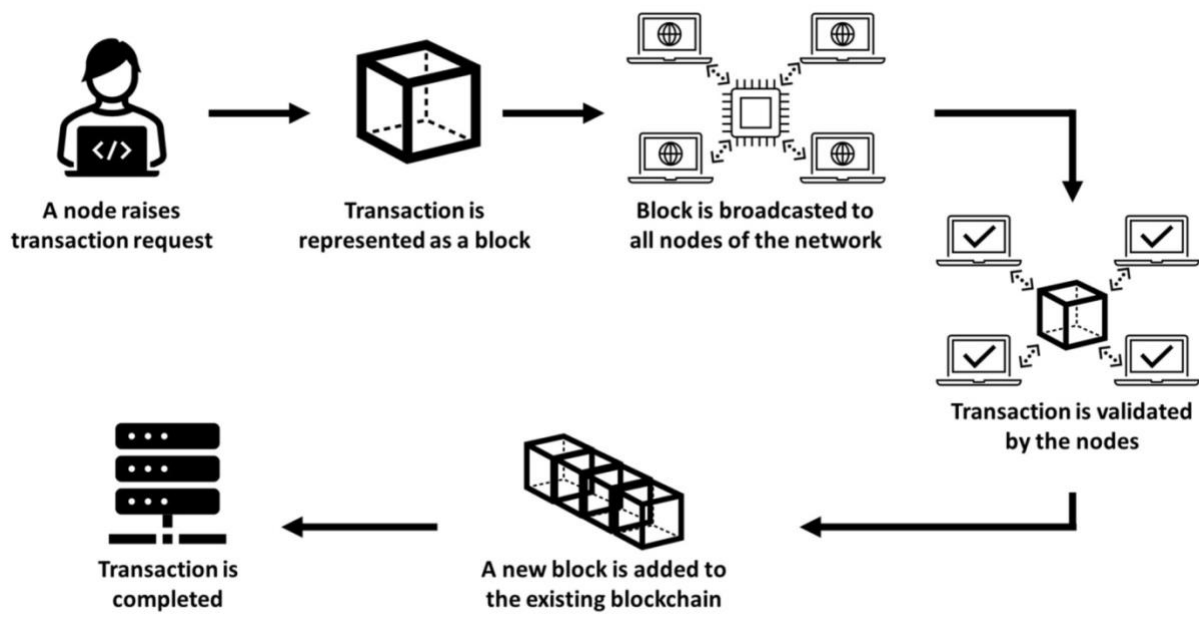 A node raises
transaction request
Transaction is
represented as a block
Block is broadcasted to
all nodes of the network
Transaction is validated
by the nodes
A new block is added to
the existing blockchain
Transaction is
completed